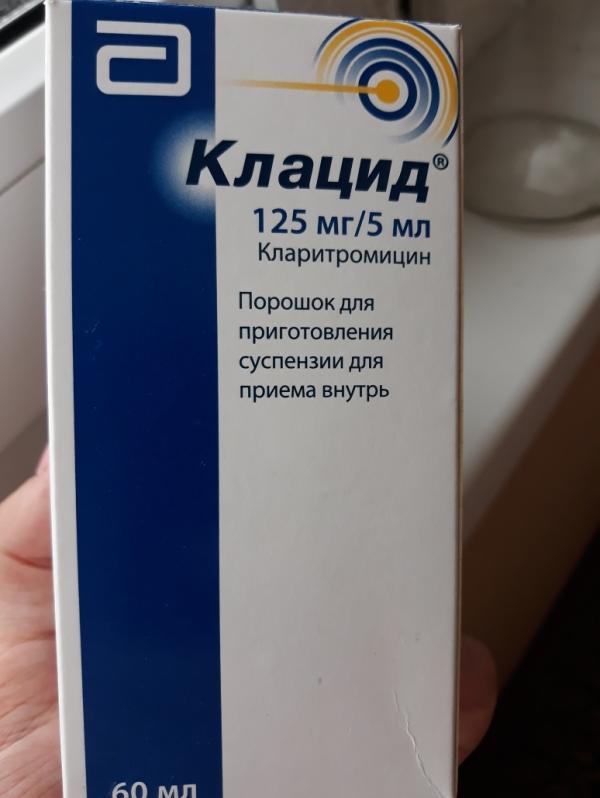 Клацид®
125 мг/5 мл
Кларитромицин
Порошок для
приготовления
суспензии для
приема внутрь
60 мл